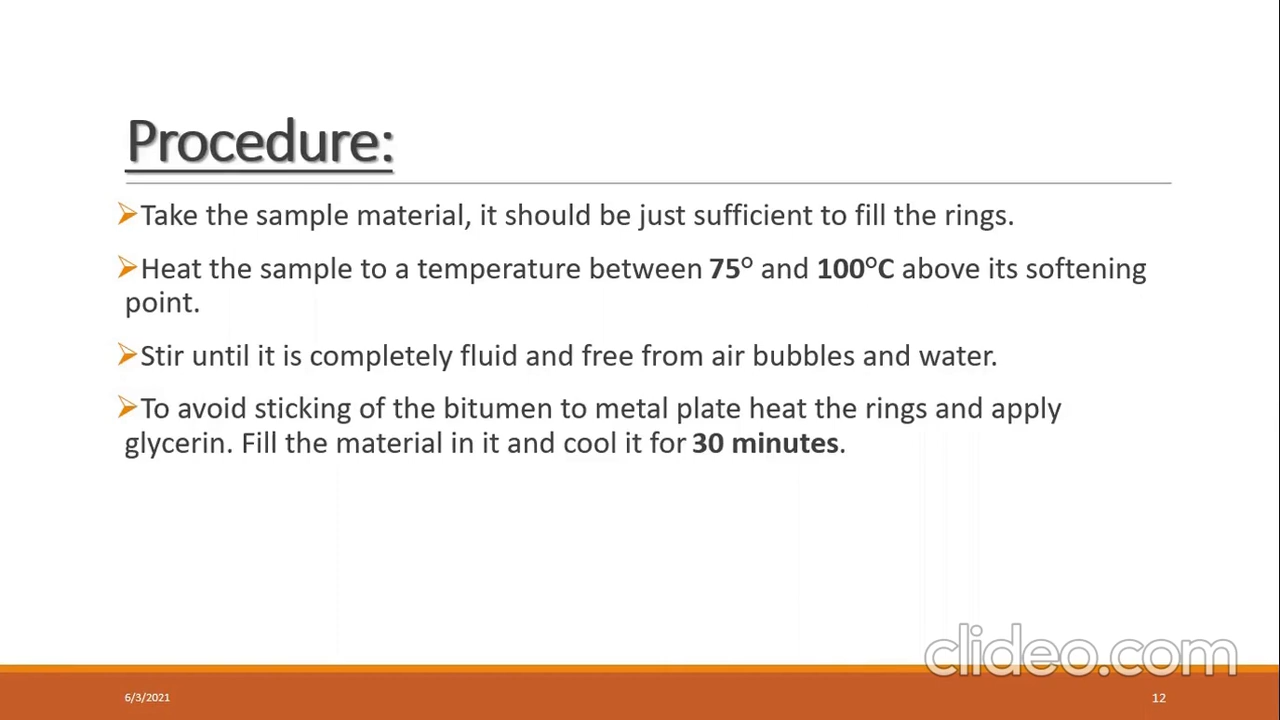 Procedure:
➢Take the sample material, it should be just sufficient to fill the rings.
➢Heat the sample to a temperature between 75° and 100°C above its softening
point.
➢Stir until it is completely fluid and free from air bubbles and water.
➢To avoid sticking of the bitumen to metal plate heat the rings and apply
glycerin. Fill the material in it and cool it for 30 minutes.
clideo.com
6/3/2021
12